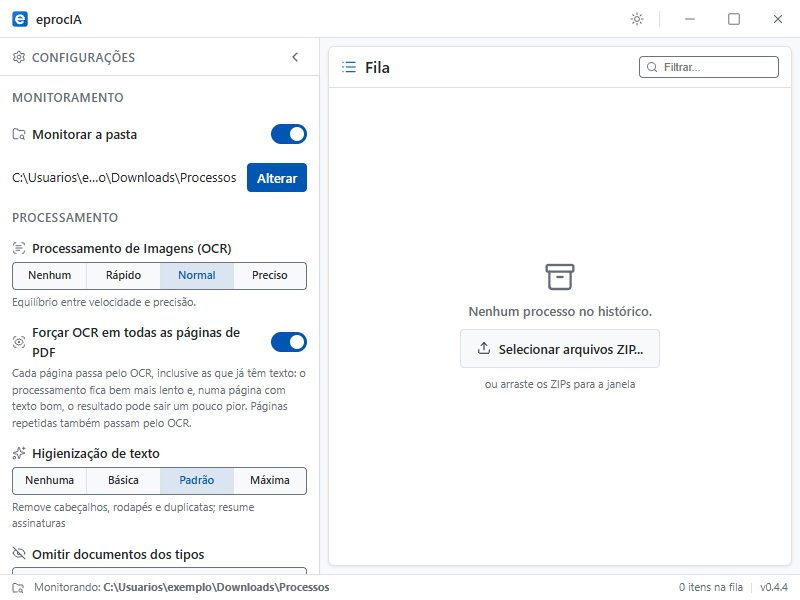 eprocIA
CONFIGURAÇÕES
MONITORAMENTO
Monitorar a pasta
C:\Usuarios\e...o\Downloads\Processos
Alterar
PROCESSAMENTO
Processamento de Imagens (OCR)
Nenhum Rápido Normal Preciso
Equilíbrio entre velocidade e precisão.
Forçar OCR em todas as páginas de
PDF
Cada página passa pelo OCR, inclusive as que já têm texto: o
processamento fica bem mais lento e, numa página com
texto bom, o resultado pode sair um pouco pior. Páginas
repetidas também passam pelo OCR.
Higienização de texto
Nenhuma Básica Padrão Máxima
Remove cabeçalhos, rodapés e duplicatas; resume
assinaturas
Omitir documentos dos tipos
Fila
Filtrar...
Nenhum processo no histórico.
Selecionar arquivos ZIP...
ou arraste os ZIPs para a janela
Monitorando: C:\Usuarios\exemplo\Downloads\Processos
0 itens na fila
v0.4.4